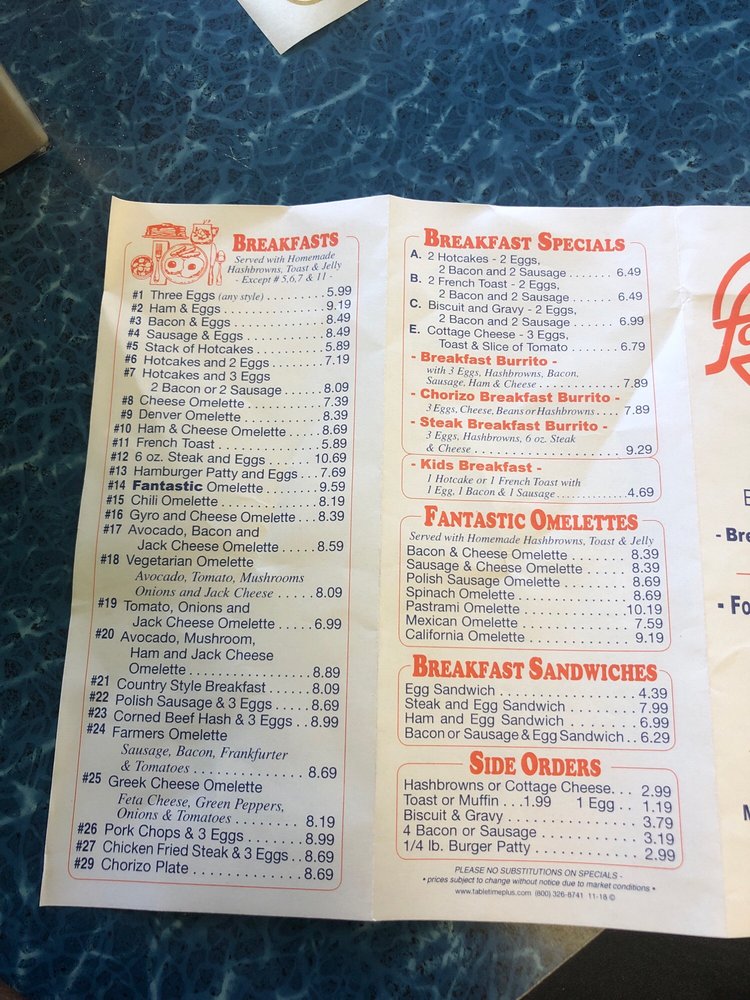 BREAKFASTS
Served with Homemade
Hashbrowns, Toast & Jelly
- Except # 5,6,7 & 11 -
#1 Three Eggs (any style) ......... 5.99
#2 Ham & Eggs ............... 9.19
#3 Bacon & Eggs .............. 8.49
#4 Sausage & Eggs ............ 8.49
#5 Stack of Hotcakes .......... 5.89
#6 Hotcakes and 2 Eggs ........ 7.19
#7 Hotcakes and 3 Eggs
2 Bacon or 2 Sausage ..... 8.09
#8 Cheese Omelette ........... 7.39
#9 Denver Omelette ........... 8.39
#10 Ham & Cheese Omelette .... 8.69
#11 French Toast .............. 5.89
#12 6 oz. Steak and Eggs ...... 10.69
#13 Hamburger Patty and Eggs ... 7.69
#14 Fantastic Omelette ......... 9.59
#15 Chili Omelette ............. 8.19
#16 Gyro and Cheese Omelette ... 8.39
#17 Avocado, Bacon and
Jack Cheese Omelette ..... 8.59
#18 Vegetarian Omelette
Avocado, Tomato, Mushrooms
Onions and Jack Cheese ..... 8.09
#19 Tomato, Onions and
Jack Cheese Omelette ..... 6.99
#20 Avocado, Mushroom,
Ham and Jack Cheese
Omelette ................ 8.89
#21 Country Style Breakfast ...... 8.09
#22 Polish Sausage & 3 Eggs .... 8.69
#23 Corned Beef Hash & 3 Eggs .. 8.99
#24 Farmers Omelette
Sausage, Bacon, Frankfurter
& Tomatoes .............. 8.69
#25 Greek Cheese Omelette
Feta Cheese, Green Peppers,
Onions & Tomatoes ........ 8.19
#26 Pork Chops & 3 Eggs ....... 8.99
#27 Chicken Fried Steak & 3 Eggs . 8.69
#29 Chorizo Plate .............. 8.69
BREAKFAST SPECIALS
A. 2 Hotcakes - 2 Eggs,
2 Bacon and 2 Sausage ....... 6.49
B. 2 French Toast - 2 Eggs,
2 Bacon and 2 Sausage ....... 6.49
C. Biscuit and Gravy - 2 Eggs,
2 Bacon and 2 Sausage ....... 6.99
E. Cottage Cheese - 3 Eggs,
Toast & Slice of Tomato ....... 6.79
- Breakfast Burrito -
with 3 Eggs, Hashbrowns, Bacon,
Sausage, Ham & Cheese ........... 7.89
- Chorizo Breakfast Burrito -
3 Eggs, Cheese, Beans or Hashbrowns .... 7.89
- Steak Breakfast Burrito -
3 Eggs, Hashbrowns, 6 oz. Steak
& Cheese ...................... 9.29
- Kids Breakfast -
1 Hotcake or 1 French Toast with
1 Egg, 1 Bacon & 1 Sausage ........... 4.69
FANTASTIC OMELETTES
Served with Homemade Hashbrowns, Toast & Jelly
Bacon & Cheese Omelette ....... 8.39
Sausage & Cheese Omelette ..... 8.39
Polish Sausage Omelette ........ 8.69
Spinach Omelette .............. 8.69
Pastrami Omelette ............. 10.19
Mexican Omelette .............. 7.59
California Omelette ............. 9.19
BREAKFAST SANDWICHES
Egg Sandwich ................. 4.39
Steak and Egg Sandwich ........ 7.99
Ham and Egg Sandwich ......... 6.99
Bacon or Sausage & Egg Sandwich .. 6.29
SIDE ORDERS
Hashbrowns or Cottage Cheese... 2.99
Toast or Muffin ...1.99 1 Egg .. 1.19
Biscuit & Gravy ................ 3.79
4 Bacon or Sausage ............ 3.19
1/4 lb. Burger Patty ............. 2.99
PLEASE NO SUBSTITUTIONS ON SPECIALS -
• prices subject to change without notice due to market conditions •
www.tabletimeplus.com (800) 326-8741 11-18 ©